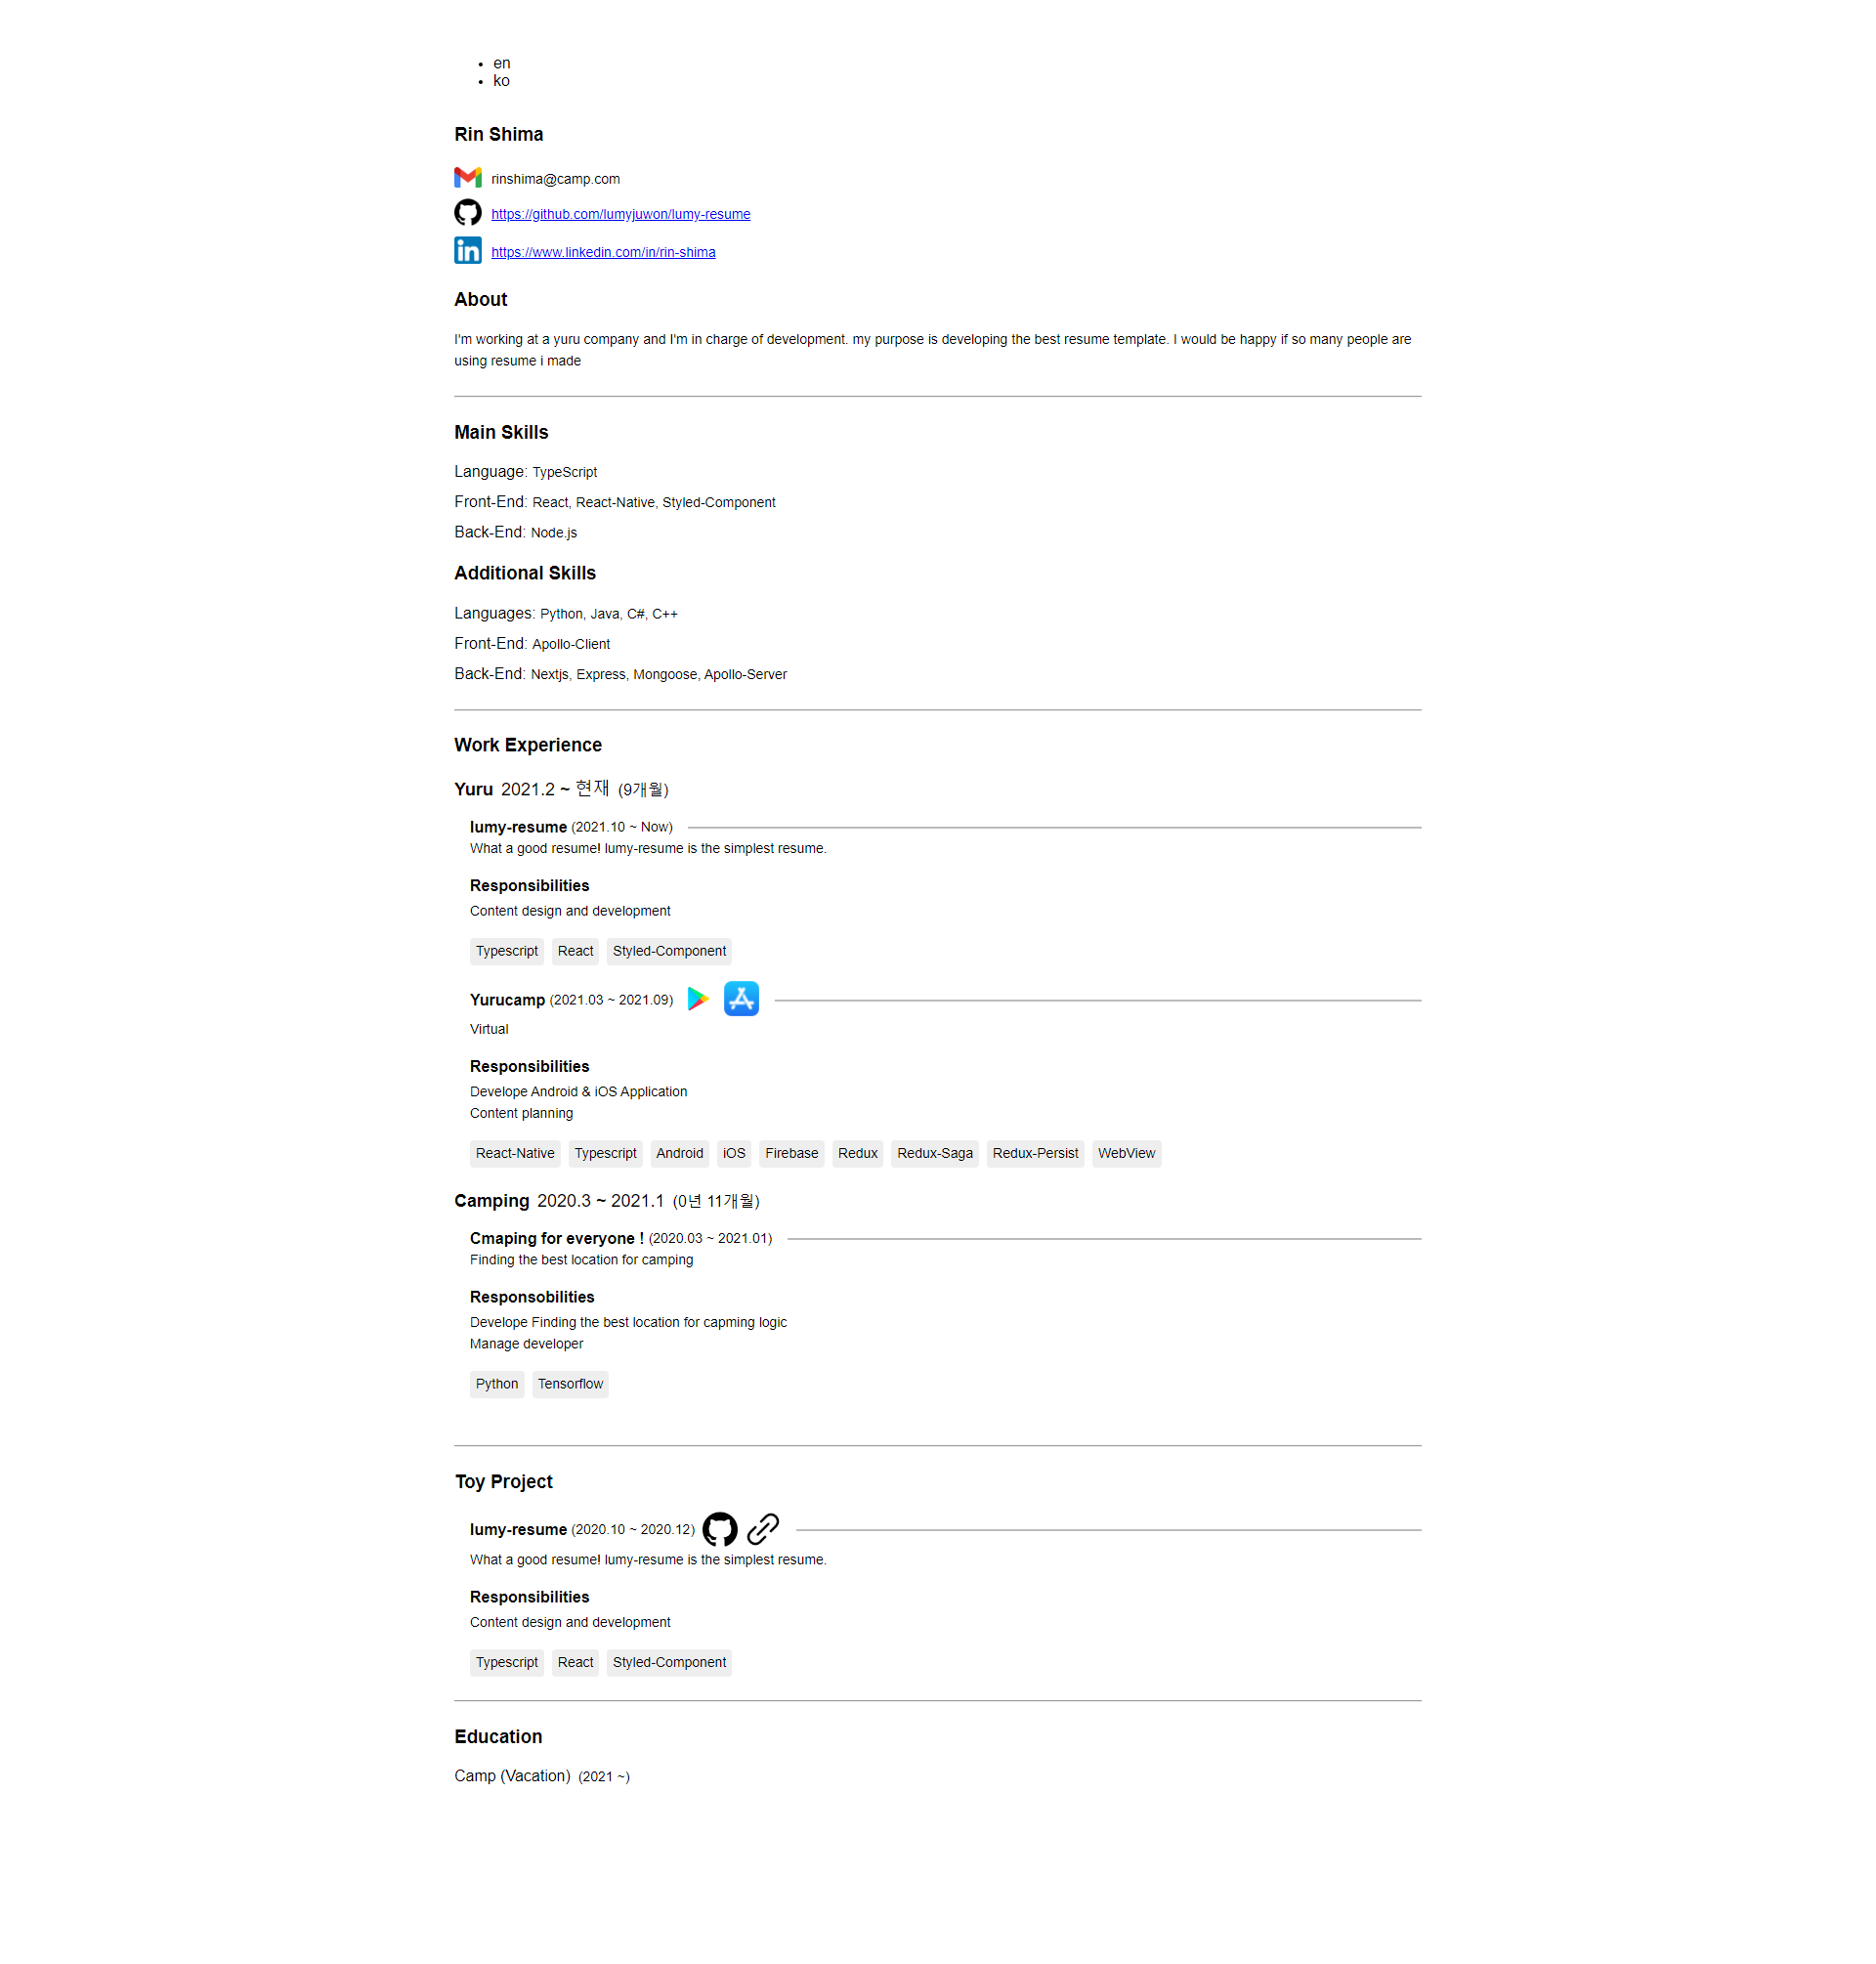 en
ko
Rin Shima
rinshima@camp.com
https://github.com/lumyjuwon/lumy-resume
https://www.linkedin.com/in/rin-shima
About
I'm working at a yuru company and I'm in charge of development. my purpose is developing the best resume template. I would be happy if so many people are
using resume i made
Main Skills
Language: TypeScript
Front-End: React, React-Native, Styled-Component
Back-End: Node.js
Additional Skills
Languages: Python, Java, C#, C++
Front-End: Apollo-Client
Back-End: Nextjs, Express, Mongoose, Apollo-Server
Work Experience
Yuru 2021.2 ~ 현재 (9개월)
lumy-resume (2021.10 ~ Now)
What a good resume! lumy-resume is the simplest resume.
Responsibilities
Content design and development
Typescript React Styled-Component
Yurucamp (2021.03 ~ 2021.09)
Virtual
Responsibilities
Develope Android & iOS Application
Content planning
React-Native Typescript Android iOS Firebase Redux Redux-Saga Redux-Persist WebView
Camping 2020.3 ~ 2021.1 (0년 11개월)
Cmaping for everyone ! (2020.03 ~ 2021.01)
Finding the best location for camping
Responsobilities
Develope Finding the best location for capming logic
Manage developer
Python Tensorflow
Toy Project
lumy-resume (2020.10 ~ 2020.12)
What a good resume! lumy-resume is the simplest resume.
Responsibilities
Content design and development
Typescript React Styled-Component
Education
Camp (Vacation) (2021 ~)